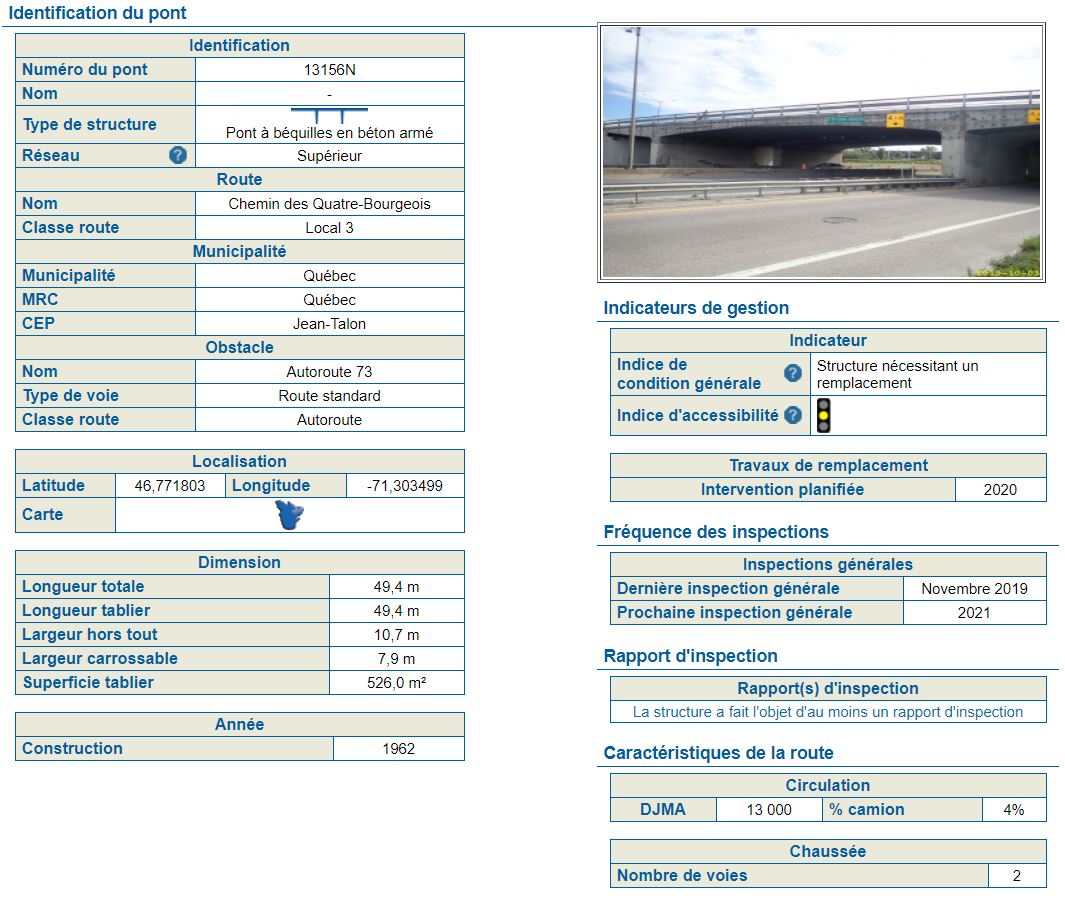 Identification du pont
Identification
Numéro du pont 13156N
Nom -
Type de structure Pont à béquilles en béton armé
Réseau ? Supérieur
Route
Nom Chemin des Quatre-Bourgeois
Classe route Local 3
Municipalité
Municipalité Québec
MRC Québec
CEP Jean-Talon
Obstacle
Nom Autoroute 73
Type de voie Route standard
Classe route Autoroute
Localisation
Latitude 46,771803 Longitude -71,303499
Carte
Dimension
Longueur totale 49,4 m
Longueur tablier 49,4 m
Largeur hors tout 10,7 m
Largeur carrossable 7,9 m
Superficie tablier 526,0 m²
Année
Construction 1962
Indicateurs de gestion
Indicateur
Indice de
condition générale ? Structure nécessitant un
remplacement
Indice d'accessibilité ?
Travaux de remplacement
Intervention planifiée 2020
Fréquence des inspections
Inspections générales
Dernière inspection générale Novembre 2019
Prochaine inspection générale 2021
Rapport d'inspection
Rapport(s) d'inspection
La structure a fait l'objet d'au moins un rapport d'inspection
Caractéristiques de la route
Circulation
DJMA 13 000 % camion 4%
Chaussée
Nombre de voies 2